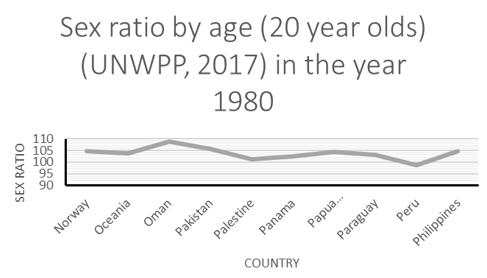 Sex ratio by age (20 year olds)
(UNWPP, 2017) in the year
1980
SEX RATIO
110
105
100
95
90
Norway
Oceania
Oman
Pakistan
Palestine
Panama
Papua…
Paraguay
Peru
Philippines
COUNTRY